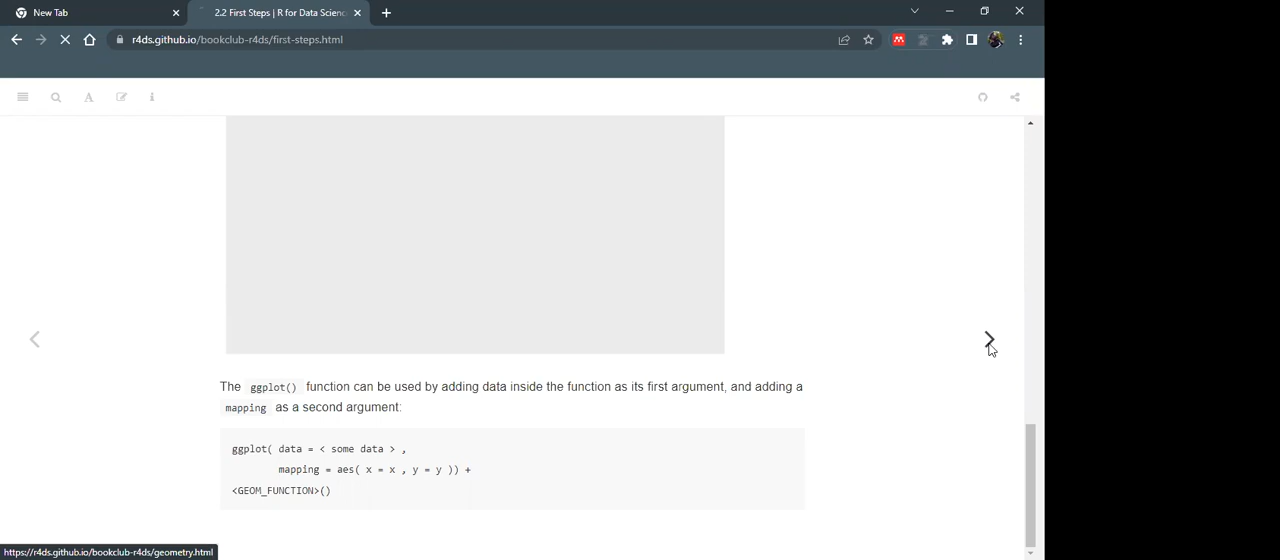 New Tab
2.2 First Steps | R for Data Scienc
r4ds.github.io/bookclub-r4ds/first-steps.html
The ggplot() function can be used by adding data inside the function as its first argument, and adding a
mapping as a second argument:
ggplot( data = < some data > ,
mapping = aes( x = x , y = y )) +
<GEOM_FUNCTION>()
https://r4ds.github.io/bookclub-r4ds/geometry.html